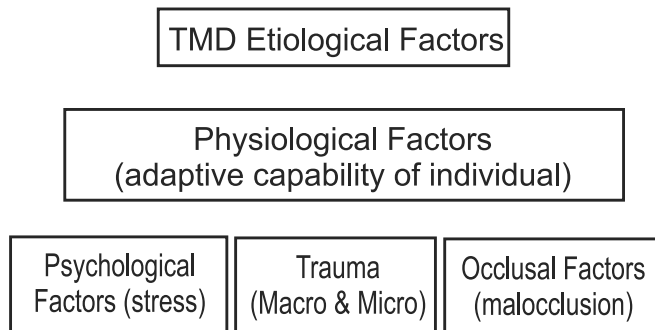 TMD Etiological Factors
Physiological Factors
(adaptive capability of individual)
Psychological
Factors (stress)
Trauma
(Macro & Micro)
Occlusal Factors
(malocclusion)